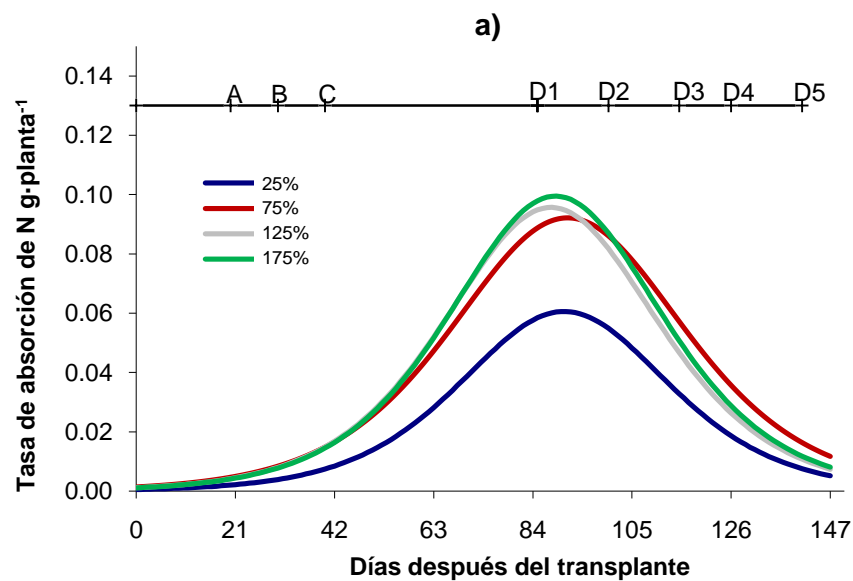 a)
Tasa de absorción de N g·planta⁻¹
0.14
0.12
0.10
0.08
0.06
0.04
0.02
0.00
A B C D1 D2 D3 D4 D5
25%
75%
125%
175%
0 21 42 63 84 105 126 147
Días después del transplante